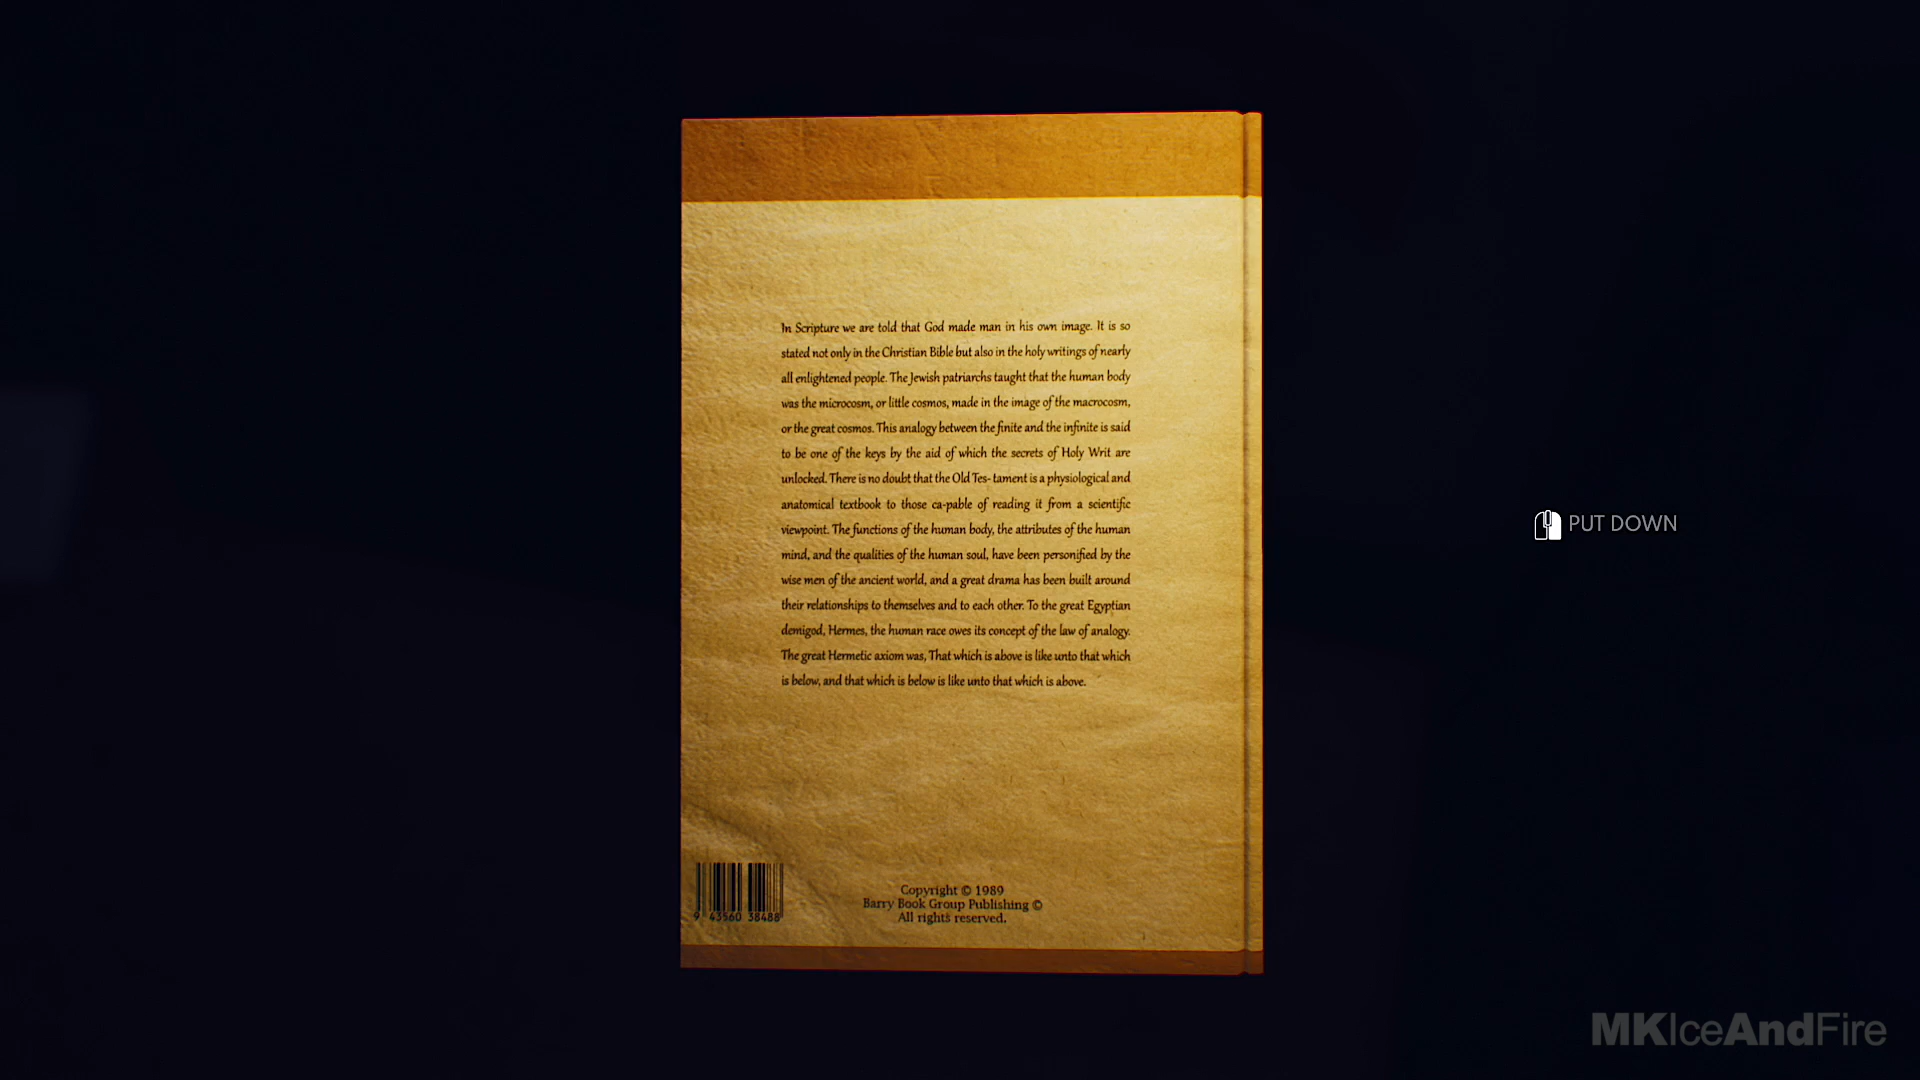 In Scripture we are told that God made man in his own image. It is so
stated not only in the Christian Bible but also in the holy writings of nearly
all enlightened people. The Jewish patriarchs taught that the human body
was the microcosm, or little cosmos, made in the image of the macrocosm,
or the great cosmos. This analogy between the finite and the infinite is said
to be one of the keys by the aid of which the secrets of Holy Writ are
unlocked. There is no doubt that the Old Tes- tament is a physiological and
anatomical textbook to those ca-pable of reading it from a scientific
viewpoint. The functions of the human body, the attributes of the human
mind, and the qualities of the human soul, have been personified by the
wise men of the ancient world, and a great drama has been built around
their relationships to themselves and to each other. To the great Egyptian
demigod, Hermes, the human race owes its concept of the law of analogy.
The great Hermetic axiom was, That which is above is like unto that which
is below, and that which is below is like unto that which is above.
PUT DOWN
9 43560 38488
Copyright © 1989
Barry Book Group Publishing ©
All rights reserved.
MKIceAndFire